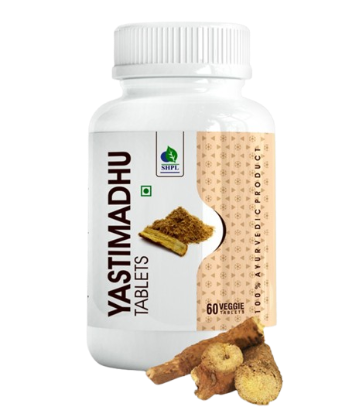 SHPL
YASTIMADHU
TABLETS
100% AYURVEDIC PRODUCT
60 VEGGIE
TABLETS